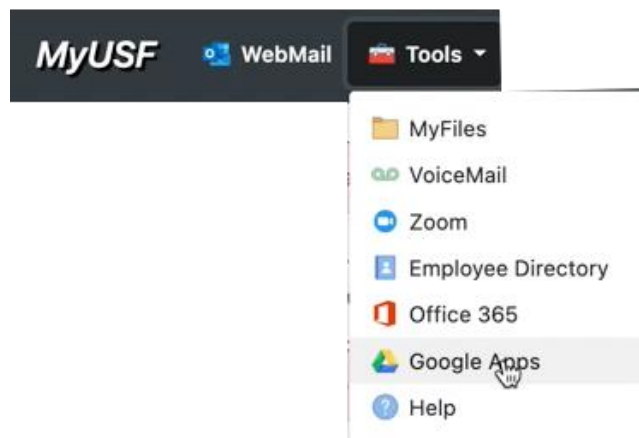 MyUSF WebMail Tools
MyFiles
VoiceMail
Zoom
Employee Directory
Office 365
Google Apps
Help